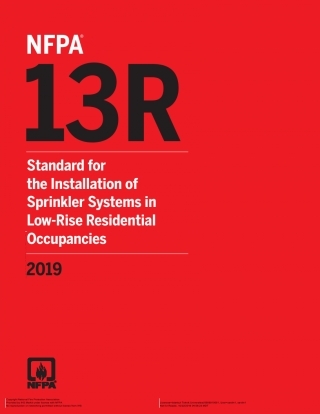 NFPA®
13R
Standard for
the Installation of
Sprinkler Systems in
Low-Rise Residential
Occupancies
2019
NFPA®